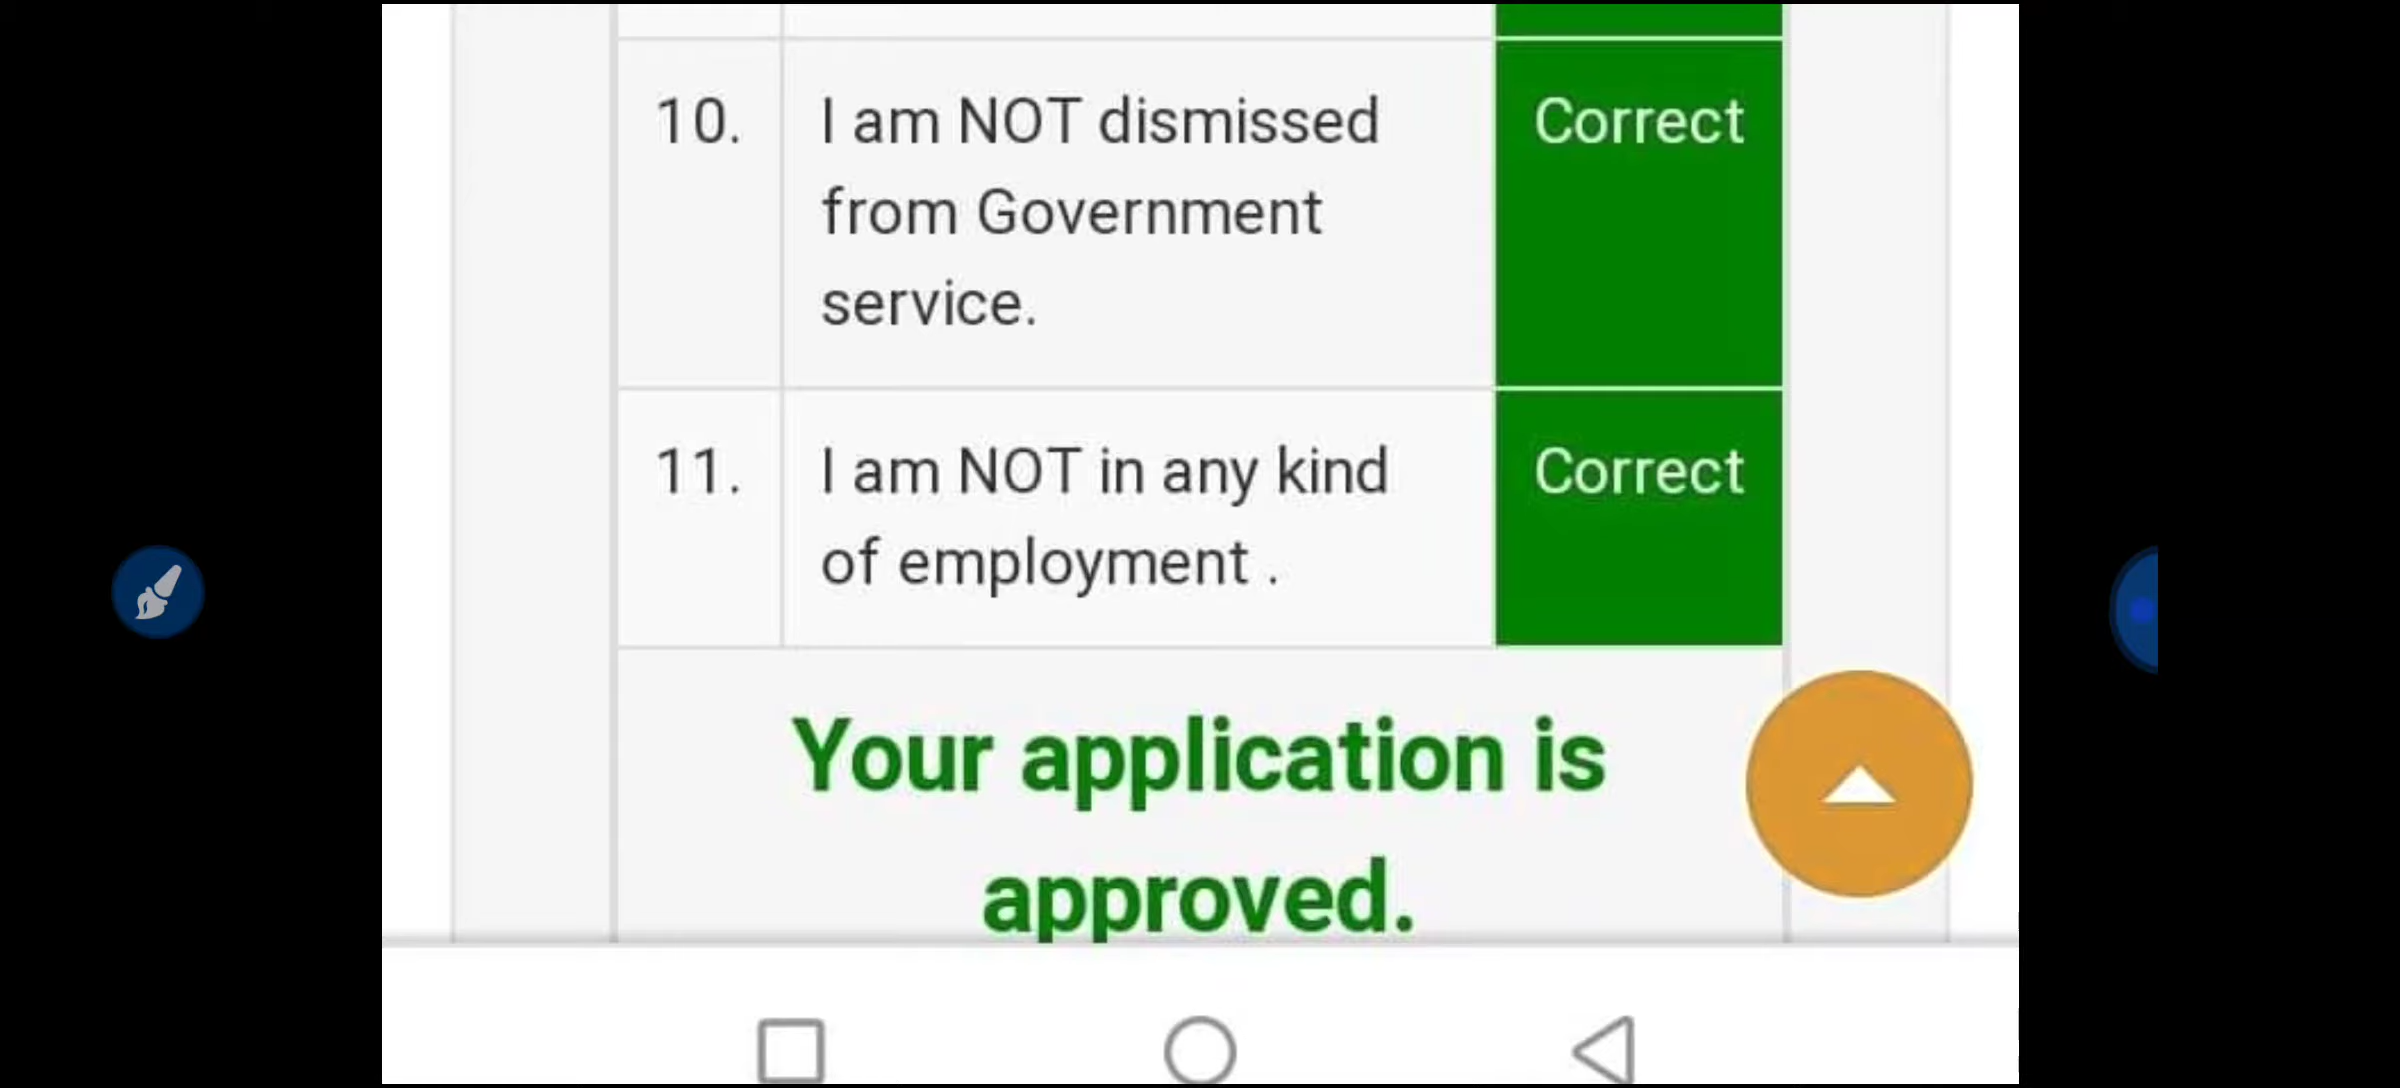 10.
I am NOT dismissed
Correct
from Government
service.
11.
I am NOT in any kind
Correct
of employment .
Your application is
approved.